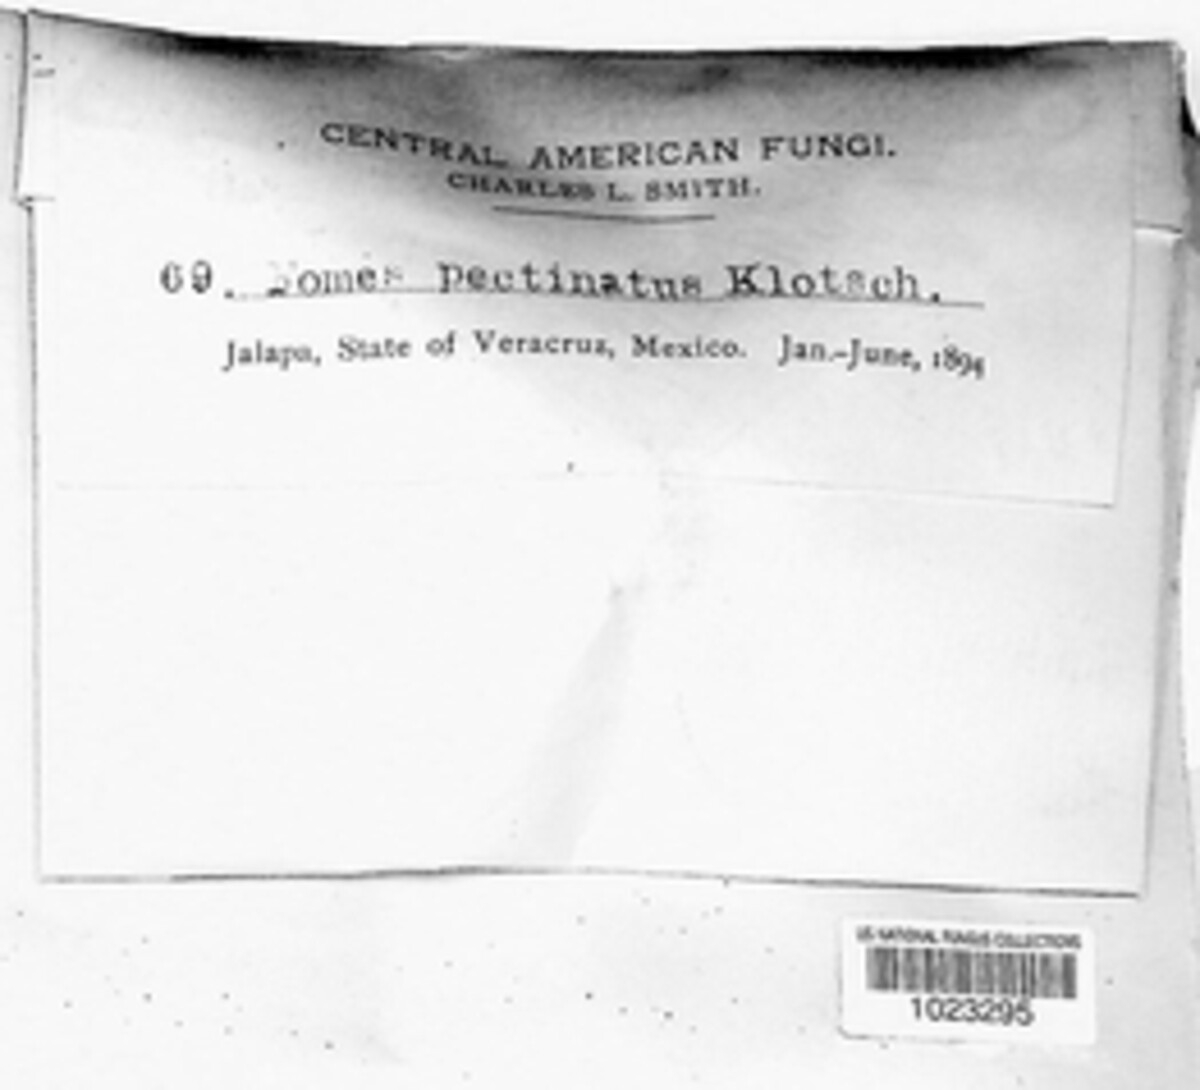 CENTRAL AMERICAN FUNGI.
CHARLES L. SMITH.
69. Fomes pectinatus Klotsch.
Jalapa, State of Veracruz, Mexico. Jan.-June, 1894
US NATIONAL FUNGUS COLLECTIONS
1023295